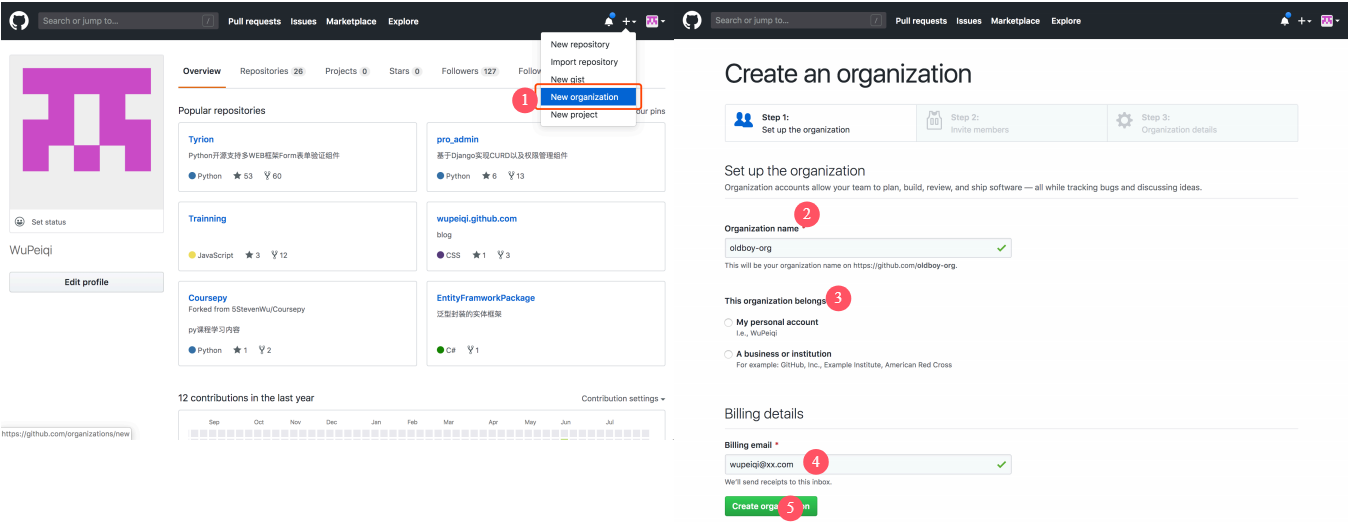 Search or jump to...
/
Pull requests Issues Marketplace Explore
New repository
Import repository
New gist
New organization
New project
1
Overview Repositories 26 Projects 0 Stars 0 Followers 127
Set status
WuPeiqi
Edit profile
Popular repositories
Tyrion
Python开源支持多WEB框架Form表单验证组件
Python 53 60
pro_admin
基于Django实现CURD以及权限管理组件
Python 6 13
Trainning
JavaScript 3 12
wupeiqi.github.com
blog
CSS 1 3
Coursepy
Forked from 5StevenWu/Coursepy
py课程学习内容
Python 1 2
EntityFramworkPackage
泛型封装的实体框架
C# 1
12 contributions in the last year
Contribution settings
Sep Oct Nov Dec Jan Feb Mar Apr May Jun Jul
https://github.com/organizations/new
Search or jump to...
/
Pull requests Issues Marketplace Explore
Create an organization
Step 1:
Set up the organization
Step 2:
Invite members
Step 3:
Organization details
Set up the organization
Organization accounts allow your team to plan, build, review, and ship software — all while tracking bugs and discussing ideas.
2
Organization name *
oldboy-org
This will be your organization name on https://github.com/oldboy-org.
This organization belongs
3
My personal account
I.e., WuPeiqi
A business or institution
For example: GitHub, Inc., Example Institute, American Red Cross
Billing details
Billing email *
wupeiqi@xx.com
4
We'll send receipts to this inbox.
Create
5